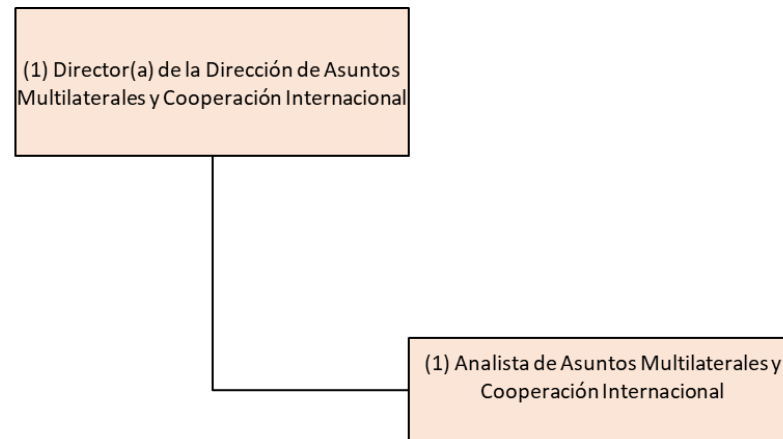 (1) Director(a) de la Dirección de Asuntos
Multilaterales y Cooperación Internacional
(1) Analista de Asuntos Multilaterales y
Cooperación Internacional